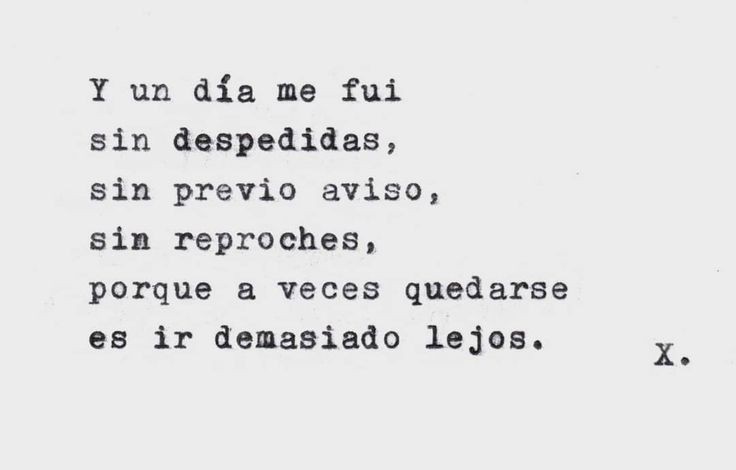 Y un día me fui
sin despedidas,
sin previo aviso,
sin reproches,
porque a veces quedarse
es ir demasiado lejos.
X.